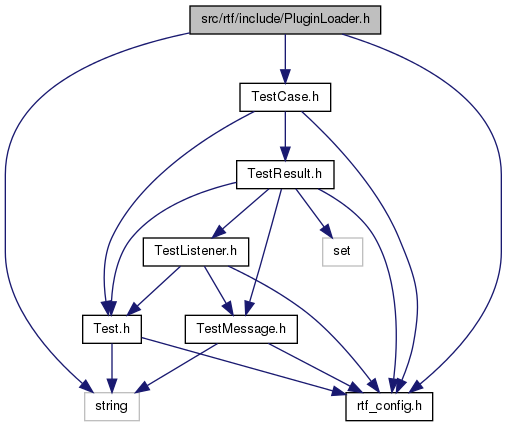 src/rtf/include/PluginLoader.h
TestCase.h
TestResult.h
TestListener.h
set
Test.h
TestMessage.h
string
rtf_config.h